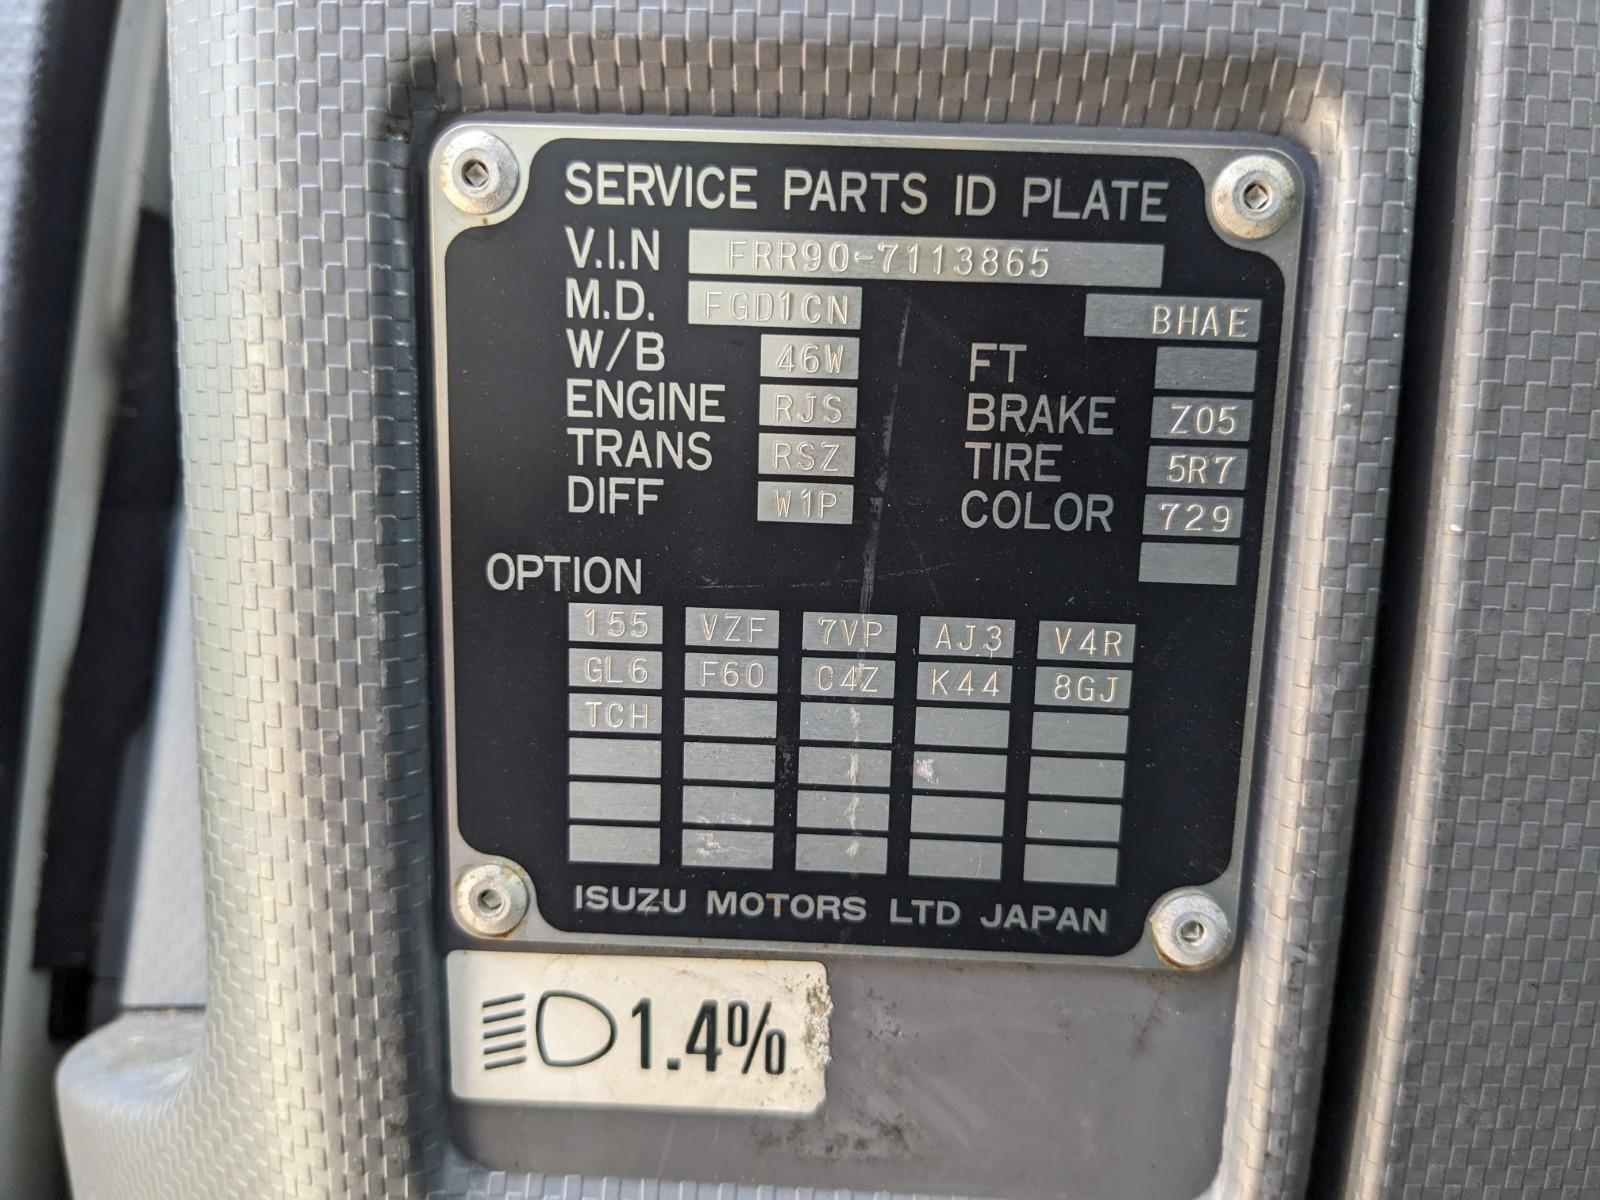 SERVICE PARTS ID PLATE
V.I.N FRR90-7113865
M.D. FGD1CN BHAE
W/B 46W FT
ENGINE RJS BRAKE Z05
TRANS RSZ TIRE 5R7
DIFF W1P COLOR 729
OPTION
155 VZF 7VP AJ3 V4R
GL6 F60 C4Z K44 8GJ
TCH
ISUZU MOTORS LTD JAPAN
1.4%